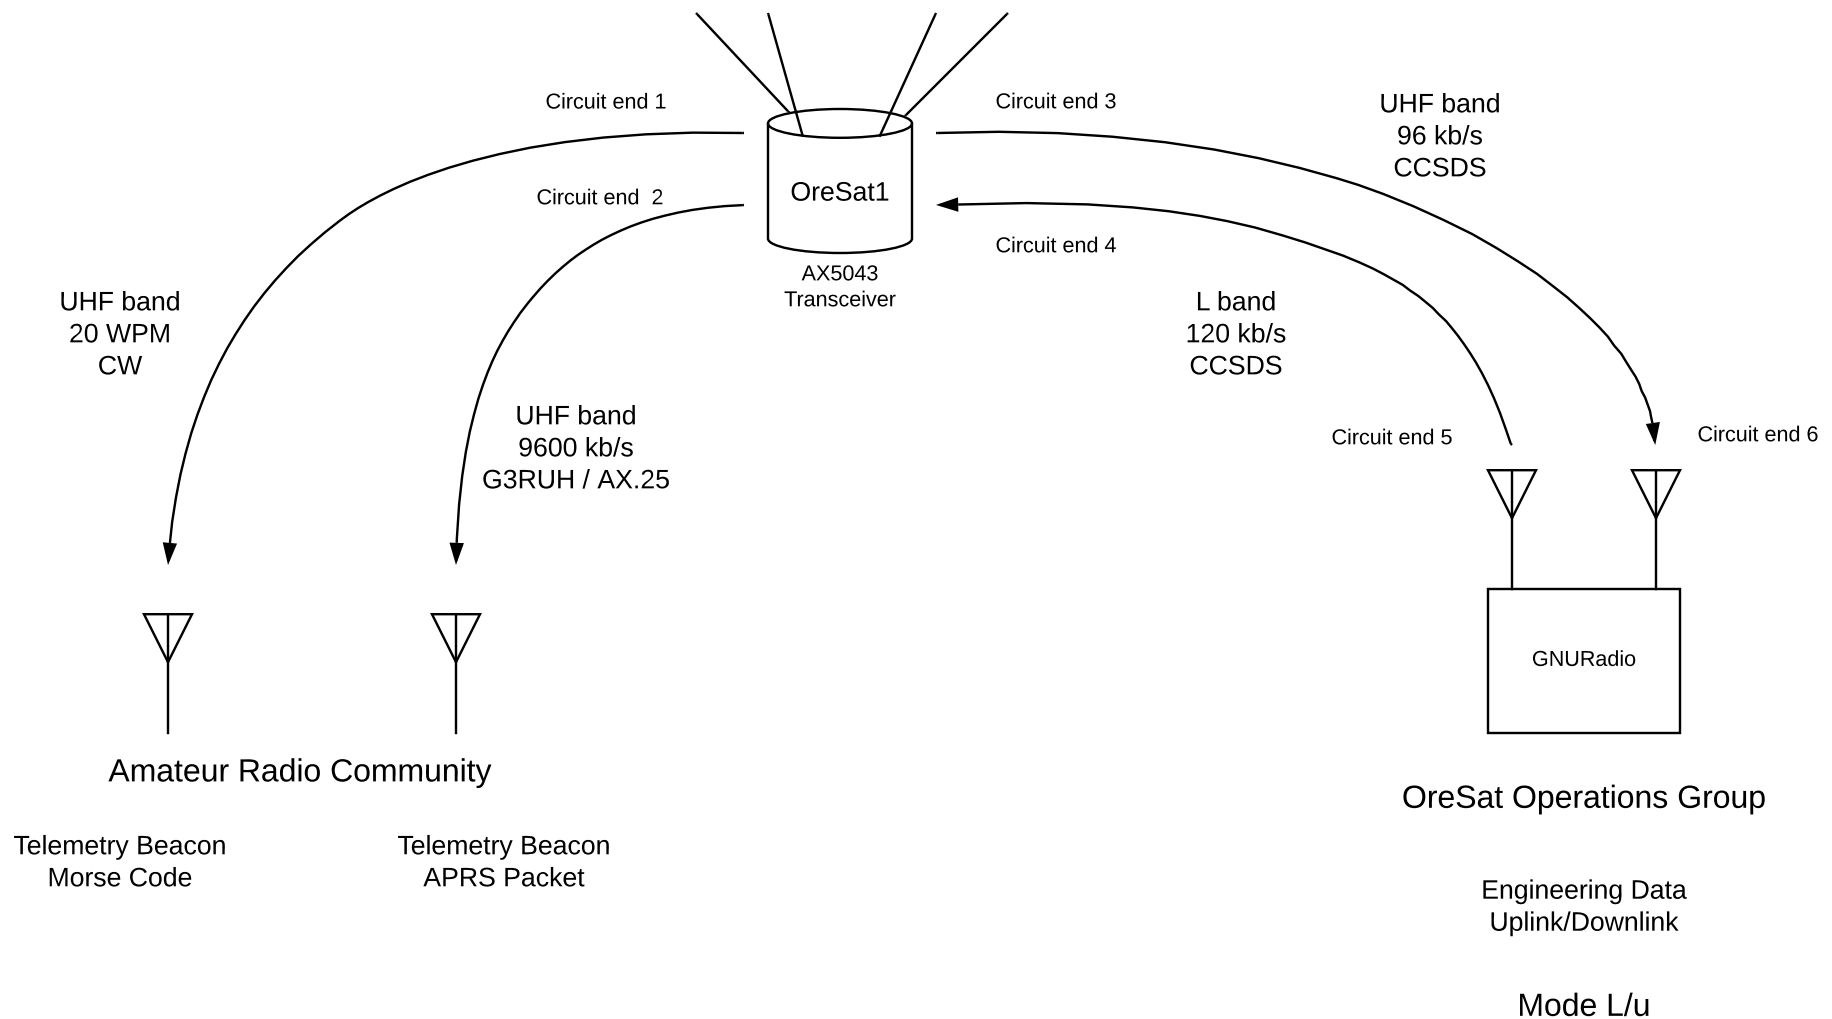 Circuit end 1
Circuit end 3
UHF band
96 kb/s
CCSDS
OreSat1
Circuit end  2
Circuit end 4
AX5043
Transceiver
UHF band
20 WPM
CW
L band
120 kb/s
CCSDS
UHF band
9600 kb/s
G3RUH / AX.25
Circuit end 5
Circuit end 6
GNURadio
Amateur Radio Community
OreSat Operations Group
Telemetry Beacon
Morse Code
Telemetry Beacon
APRS Packet
Engineering Data
Uplink/Downlink
Mode L/u